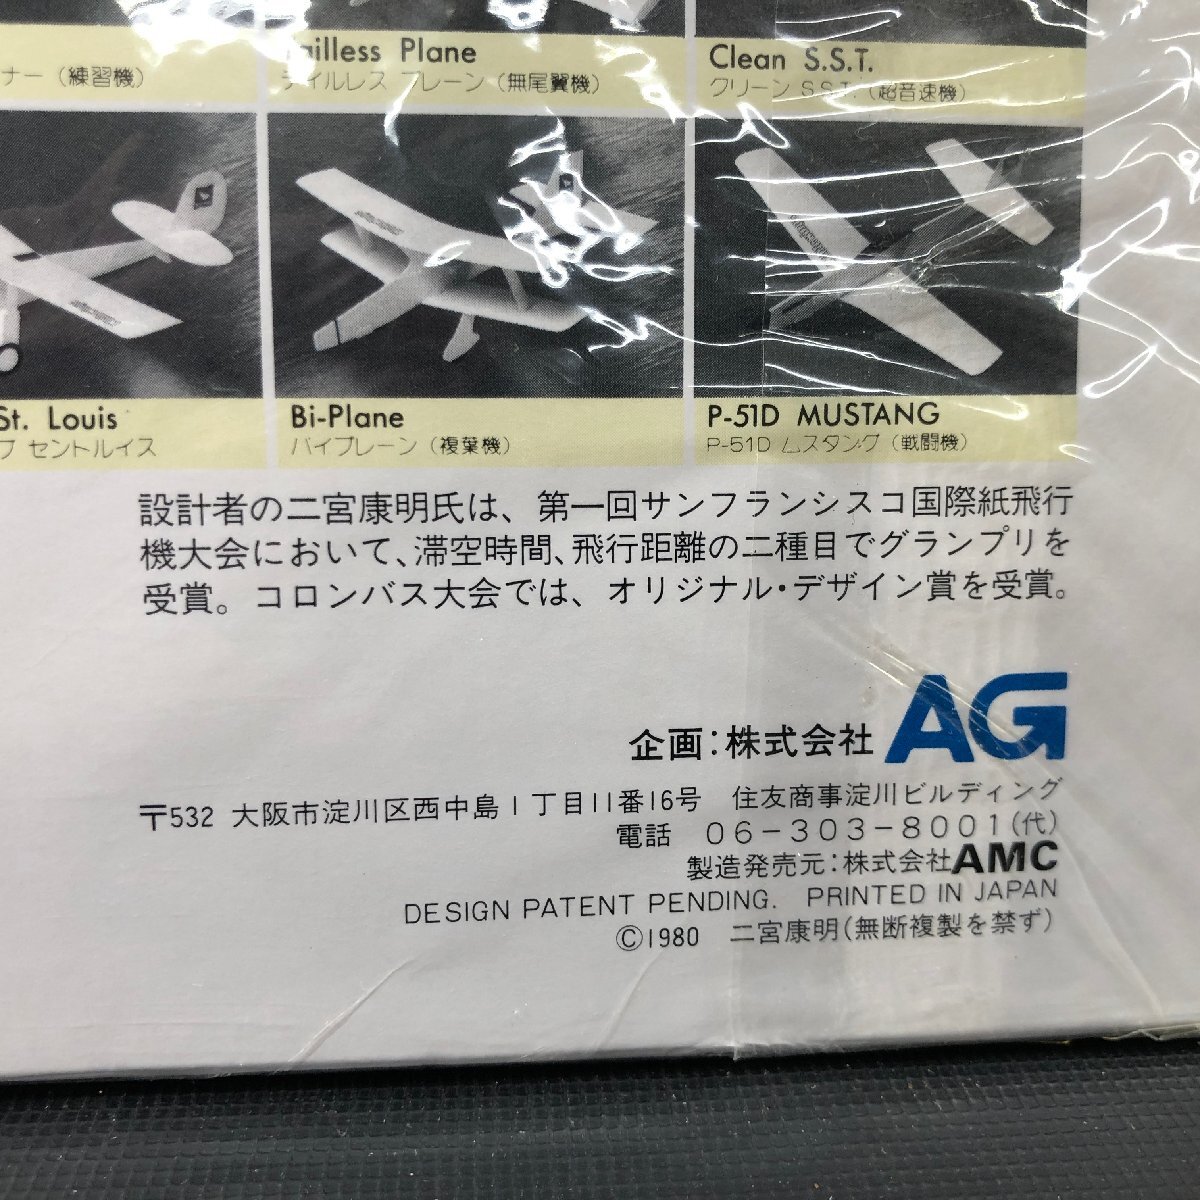 ailless Plane
Clean S.S.T.
ナー（練習機）
テイルレス プレーン（無尾翼機）
クリーン S.S.T.（超音速機）
St. Louis
Bi-Plane
P-51D MUSTANG
セントルイス
バイプレーン（複葉機）
P-51D ムスタング（戦闘機）
設計者の二宮康明氏は、第一回サンフランシスコ国際紙飛行
機大会において、滞空時間、飛行距離の二種目でグランプリを
受賞。コロンバス大会では、オリジナル・デザイン賞を受賞。
企画：株式会社AG
〒532 大阪市淀川区西中島1丁目11番16号 住友商事淀川ビルディング
電話 06-303-8001(代)
製造発売元：株式会社AMC
DESIGN PATENT PENDING. PRINTED IN JAPAN
©1980 二宮康明(無断複製を禁ず)